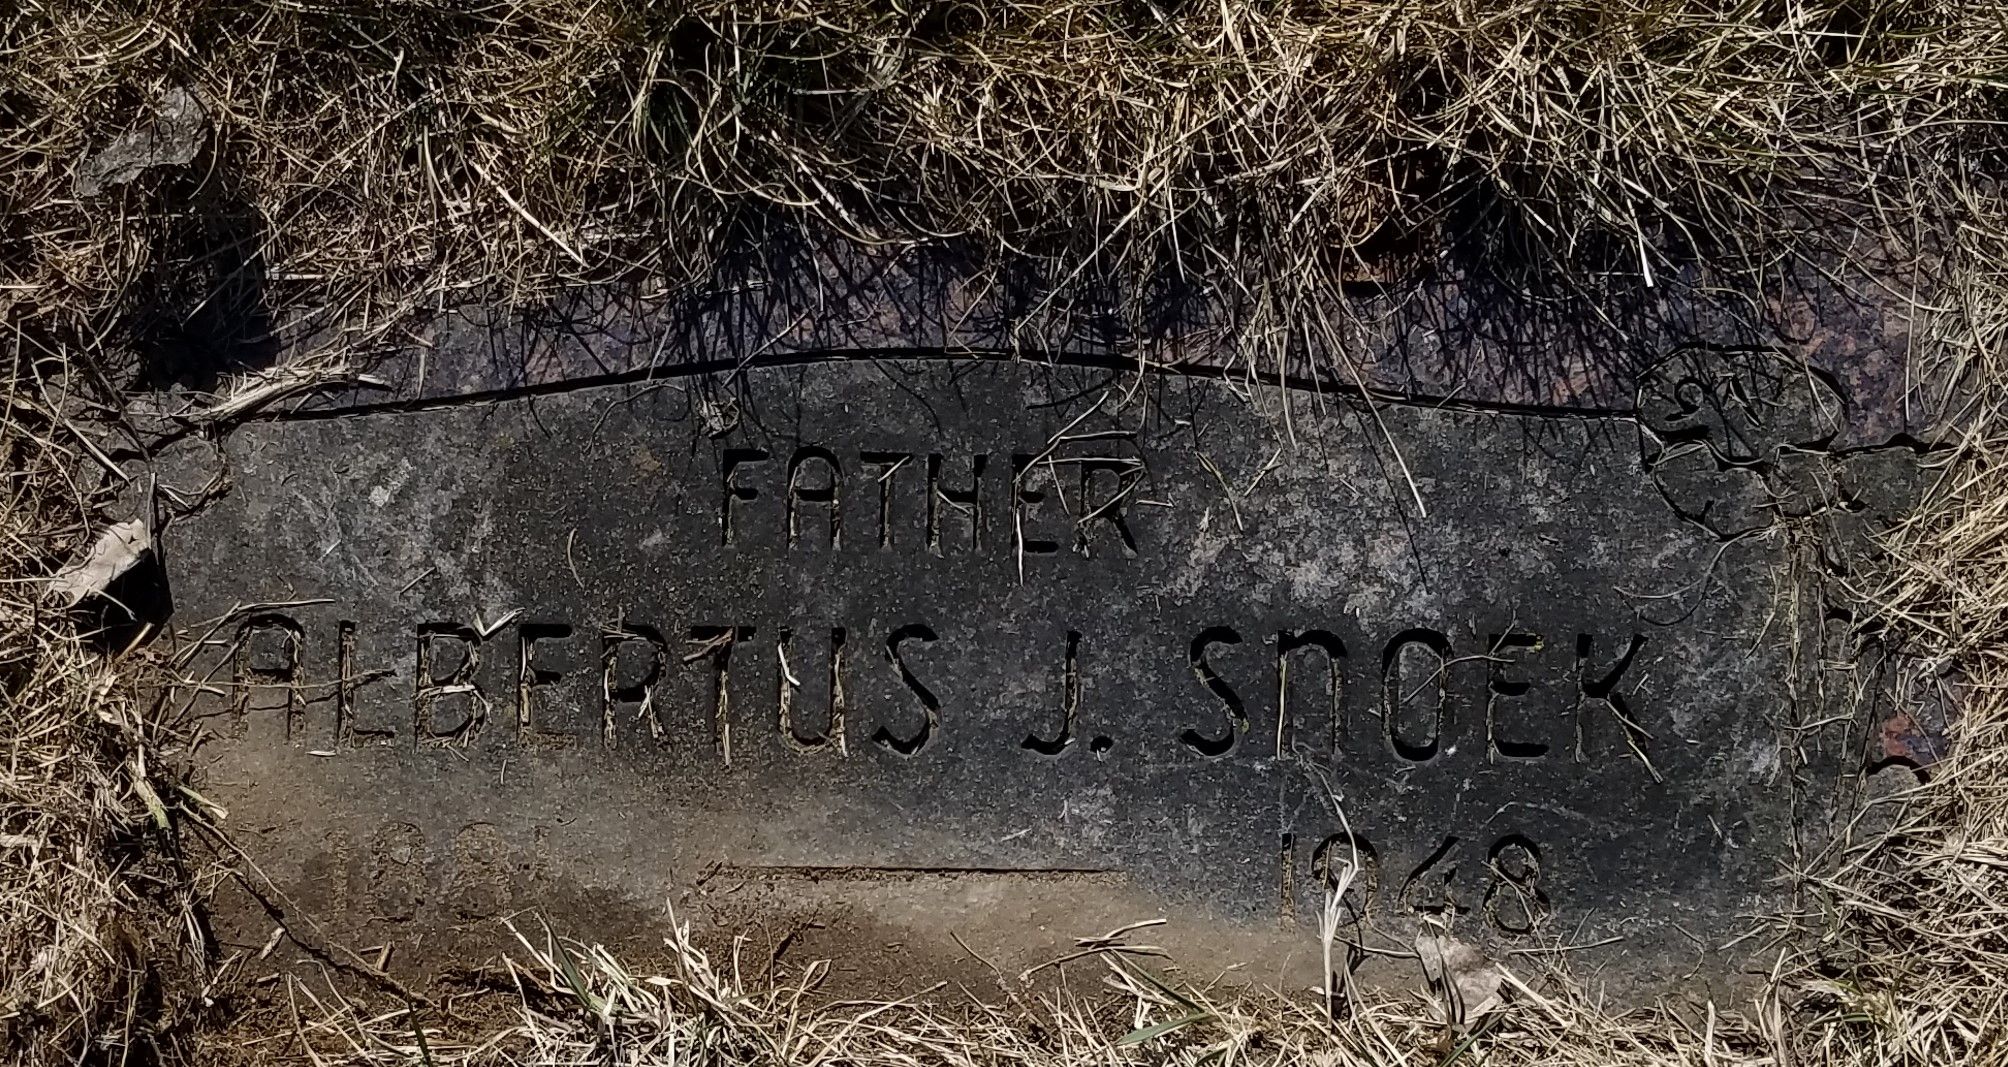 FATHER
ALBERTUS J. SNOEK
— 1948